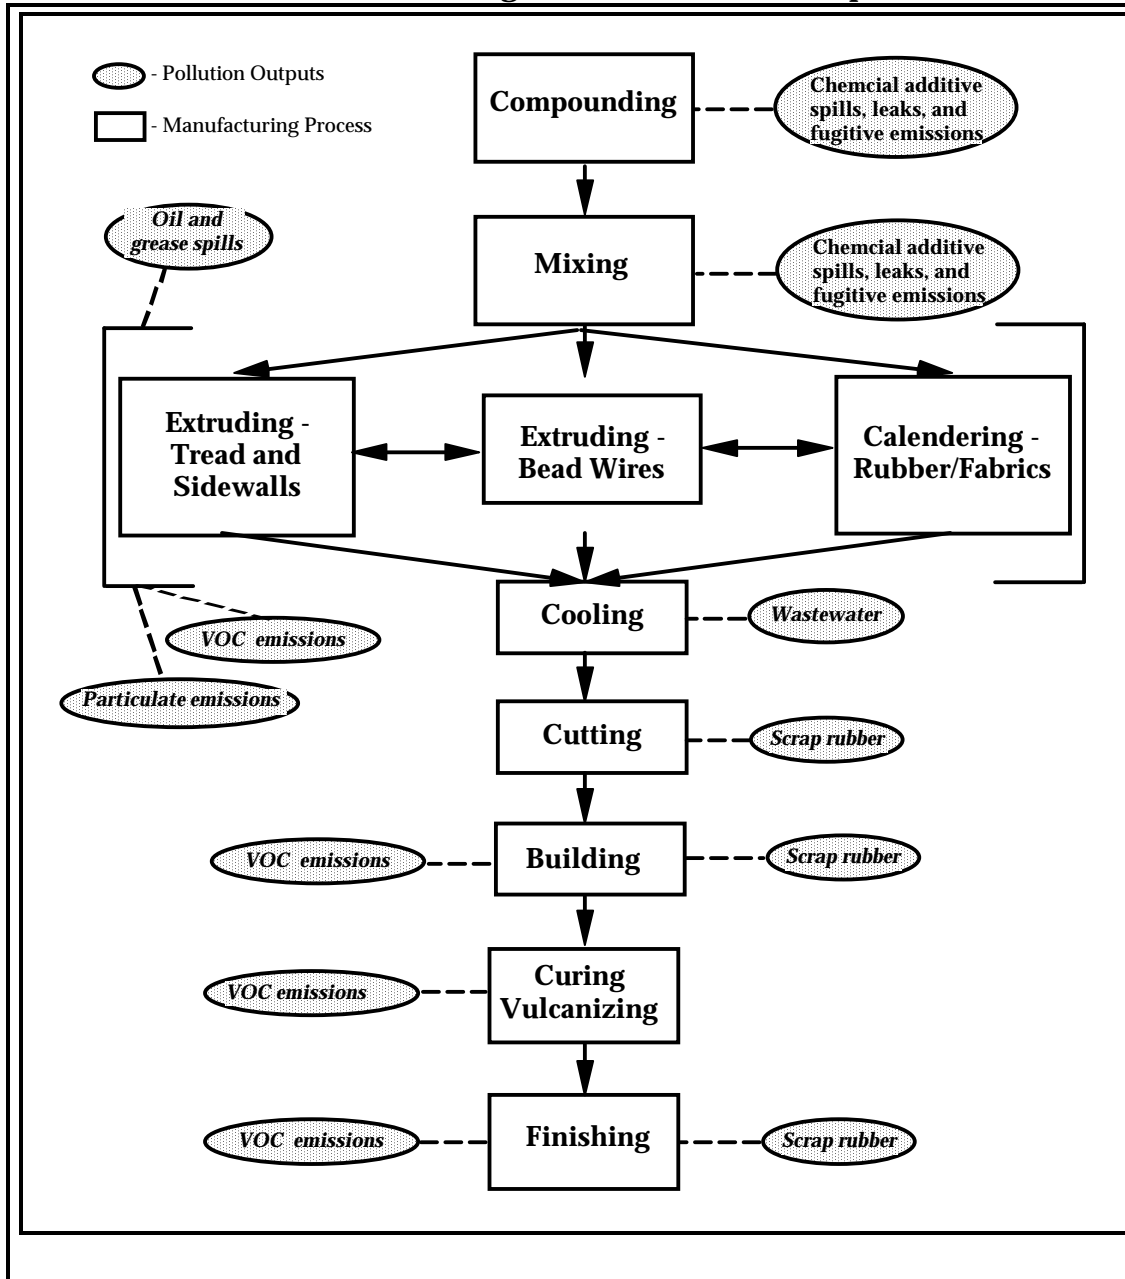 - Pollution Outputs
- Manufacturing Process
Compounding
Chemcial additive
spills, leaks, and
fugitive emissions
Oil and
grease spills
Mixing
Chemcial additive
spills, leaks, and
fugitive emissions
Extruding -
Tread and
Sidewalls
Extruding -
Bead Wires
Calendering -
Rubber/Fabrics
Cooling
Wastewater
VOC emissions
Particulate emissions
Cutting
Scrap rubber
VOC emissions
Building
Scrap rubber
VOC emissions
Curing
Vulcanizing
VOC emissions
Finishing
Scrap rubber